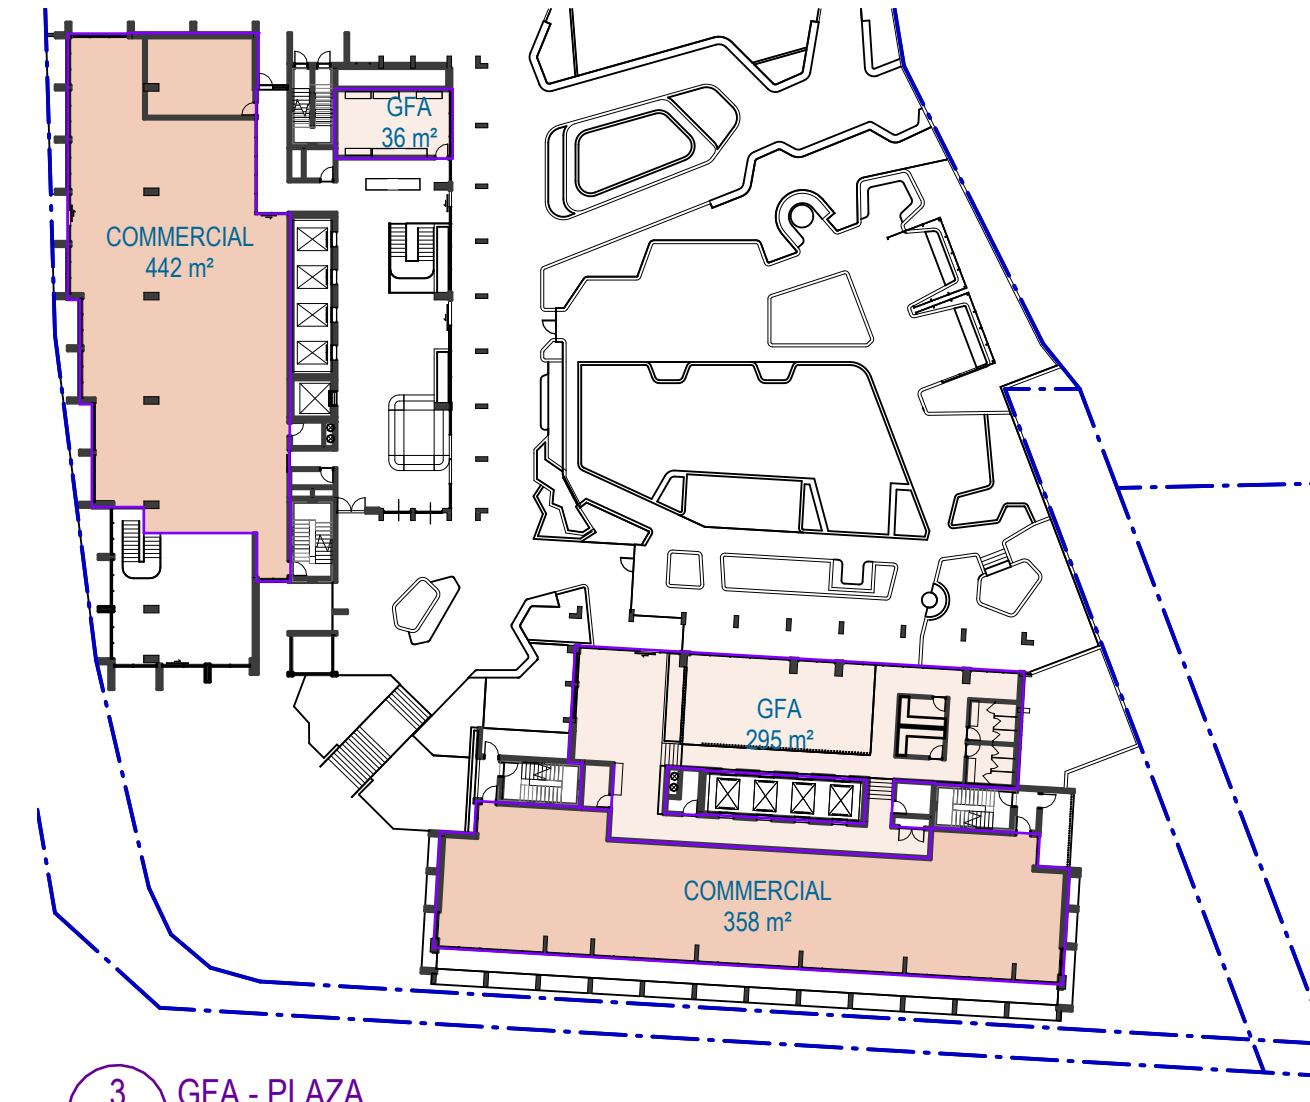 GFA
36 m²
COMMERCIAL
442 m²
GFA
295 m²
COMMERCIAL
358 m²
3
GFA - PLAZA